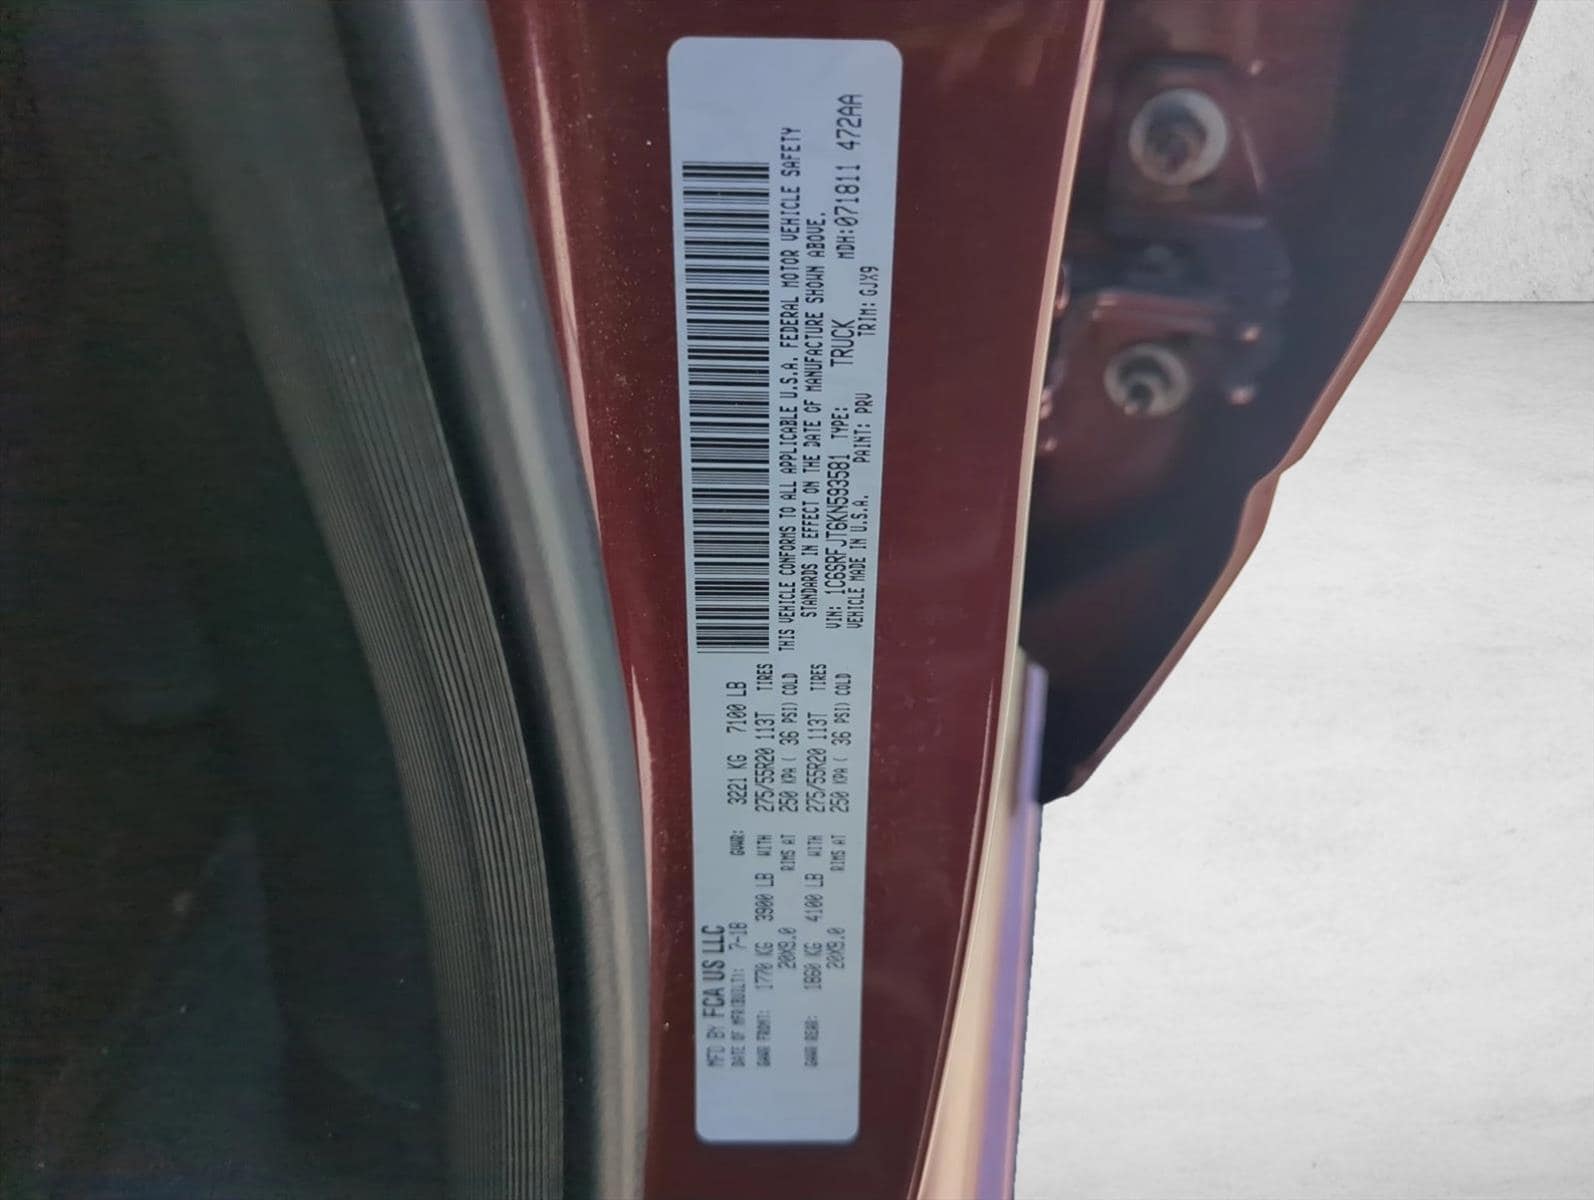 MFD BY FCA US LLC
DATE OF MFR(BUILT): 7-18 GVWR: 3221 KG 7100 LB
GAWR FRONT: 1770 KG 3900 LB WITH 275/55R20 113T TIRES
20X9.0 RIMS AT 250 KPA ( 36 PSI) COLD
GAWR REAR: 1860 KG 4100 LB WITH 275/55R20 113T TIRES
20X9.0 RIMS AT 250 KPA ( 36 PSI) COLD
THIS VEHICLE CONFORMS TO ALL APPLICABLE U.S.A. FEDERAL MOTOR VEHICLE SAFETY
STANDARDS IN EFFECT ON THE DATE OF MANUFACTURE SHOWN ABOVE.
VIN: 1C6SRFJT6KN593581 TYPE: TRUCK MDH:071811 472AA
VEHICLE MADE IN U.S.A. PAINT: PRV TRIM: GJX9